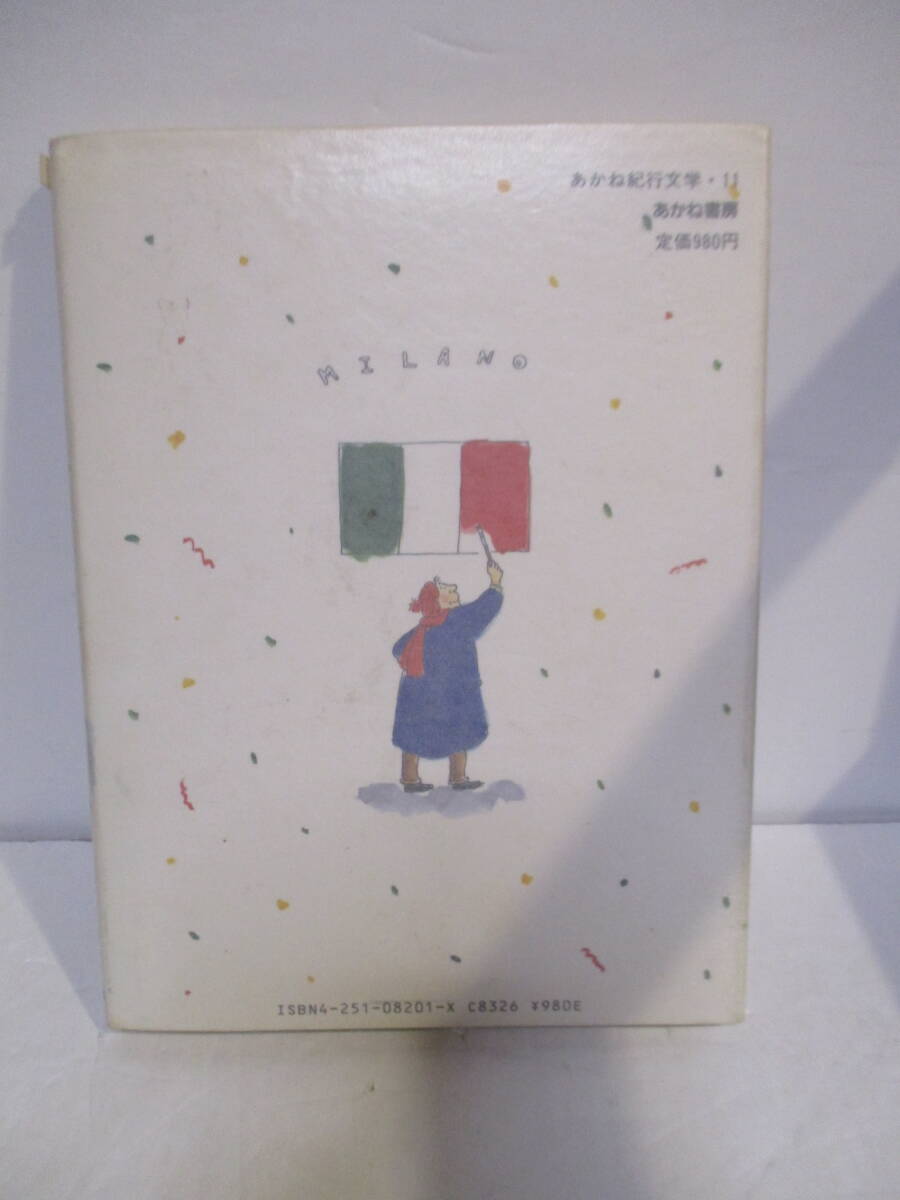 あかね紀行文学・11
あかね書房
定価980円
MILANO
ISBN4-251-08201-X C8326 ¥980E